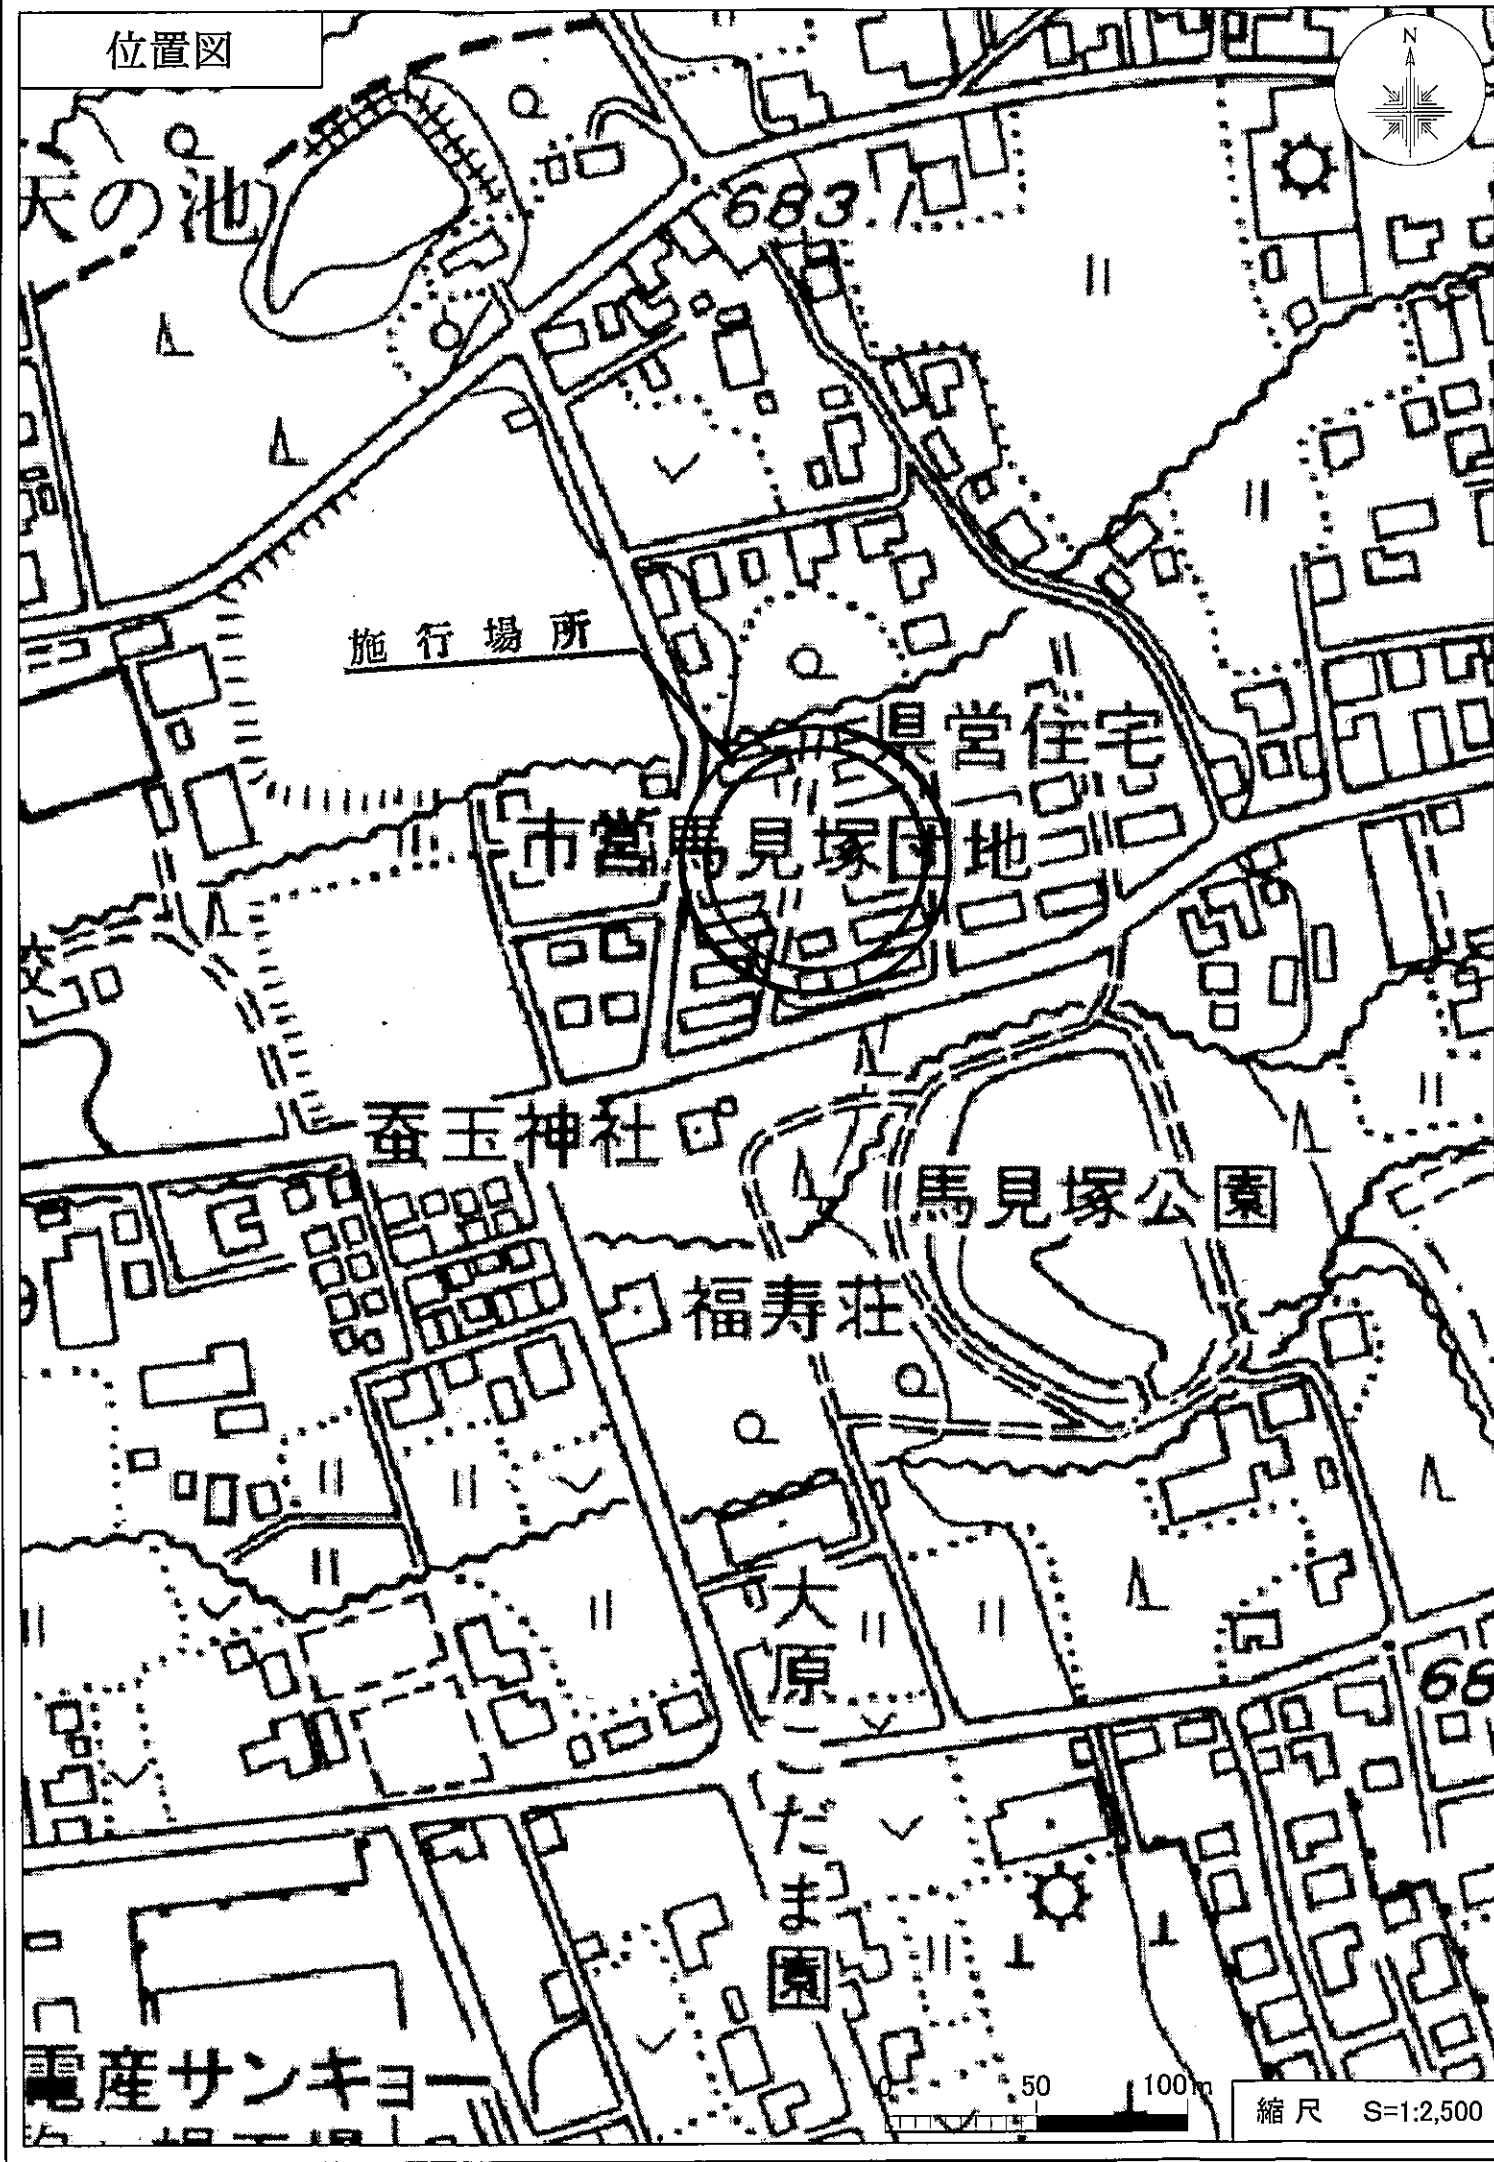 位置図
N
天の池
683
施行場所
県営住宅
市営馬見塚団地
校
蚕玉神社
馬見塚公園
福寿荘
大原こだま園
68
電産サンキョー
0 50 100m
縮尺 S=1:2,500